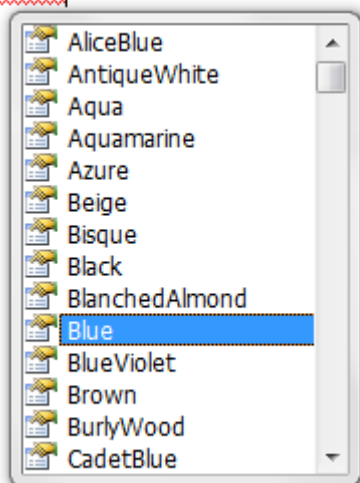 AliceBlue
AntiqueWhite
Aqua
Aquamarine
Azure
Beige
Bisque
Black
BlanchedAlmond
Blue
BlueViolet
Brown
BurlyWood
CadetBlue